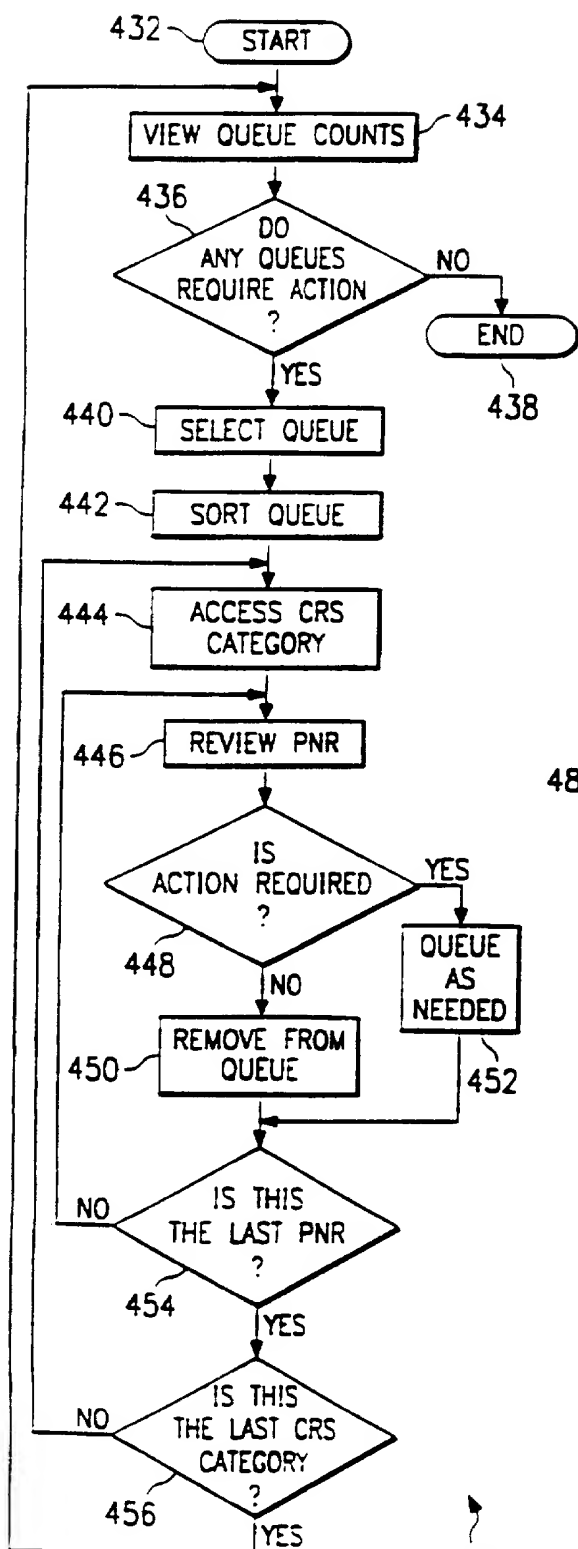 432
START
VIEW QUEUE COUNTS
434
436
DO
ANY QUEUES
REQUIRE ACTION
?
NO
END
438
YES
440
SELECT QUEUE
442
SORT QUEUE
444
ACCESS CRS
CATEGORY
446
REVIEW PNR
48
IS
ACTION REQUIRED
?
YES
448
QUEUE
AS
NEEDED
452
NO
450
REMOVE FROM
QUEUE
NO
IS THIS
THE LAST PNR
?
454
YES
NO
IS THIS
THE LAST CRS
CATEGORY
?
456
YES